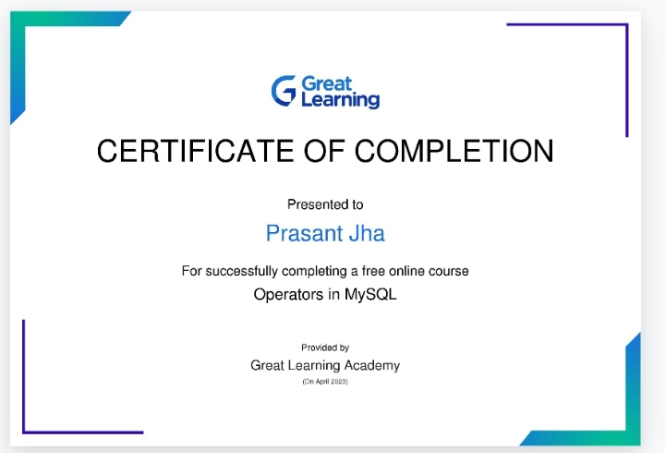 Great
Learning
CERTIFICATE OF COMPLETION
Presented to
Prasant Jha
For successfully completing a free online course
Operators in MySQL
Provided by
Great Learning Academy
(On April 2023)